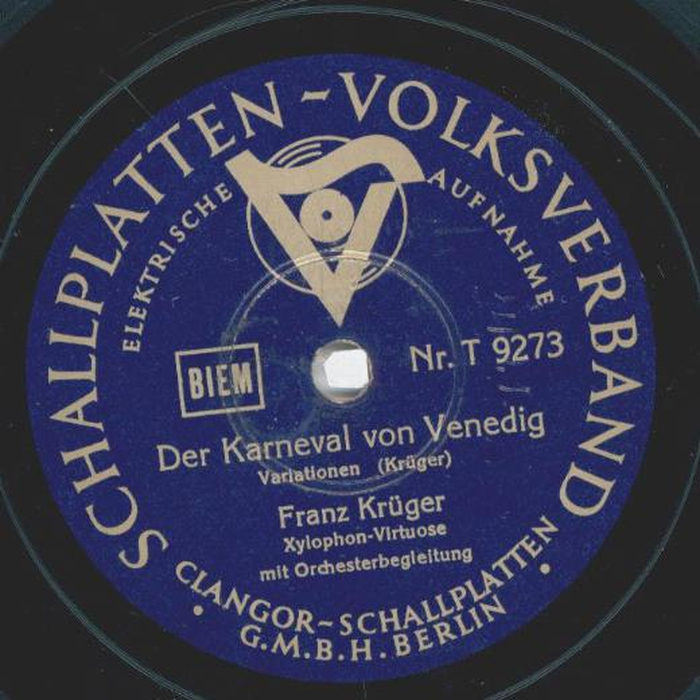 SCHALLPLATTEN~VOLKSVERBAND
ELEKTRISCHE AUFNAHME
BIEM
Nr. T 9273
Der Karneval von Venedig
Variationen (Krüger)
Franz Krüger
Xylophon-Virtuose
mit Orchesterbegleitung
CLANGOR~SCHALLPLATTEN
• G.M.B.H. BERLIN •